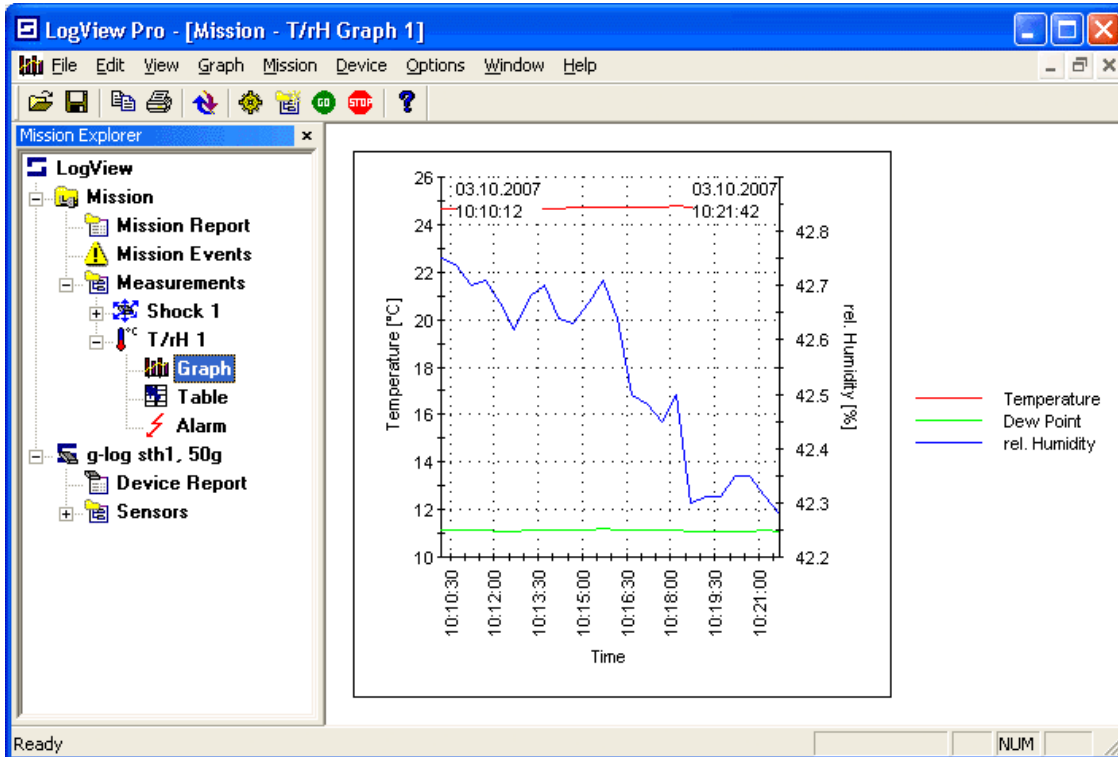 LogView Pro - [Mission - T/rH Graph 1]
File Edit View Graph Mission Device Options Window Help
GO STOP ?
Mission Explorer
LogView
Mission
Mission Report
Mission Events
Measurements
Shock 1
°C T/rH 1
Graph
Table
Alarm
g-log sth1, 50g
Device Report
Sensors
03.10.2007 03.10.2007
10:10:12 10:21:42
26
24
22
20
18
16
14
12
10
Temperature [°C]
42.8
42.7
42.6
42.5
42.4
42.3
42.2
rel. Humidity [%]
10:10:30 10:12:00 10:13:30 10:15:00 10:16:30 10:18:00 10:19:30 10:21:00
Time
Temperature
Dew Point
rel. Humidity
Ready NUM